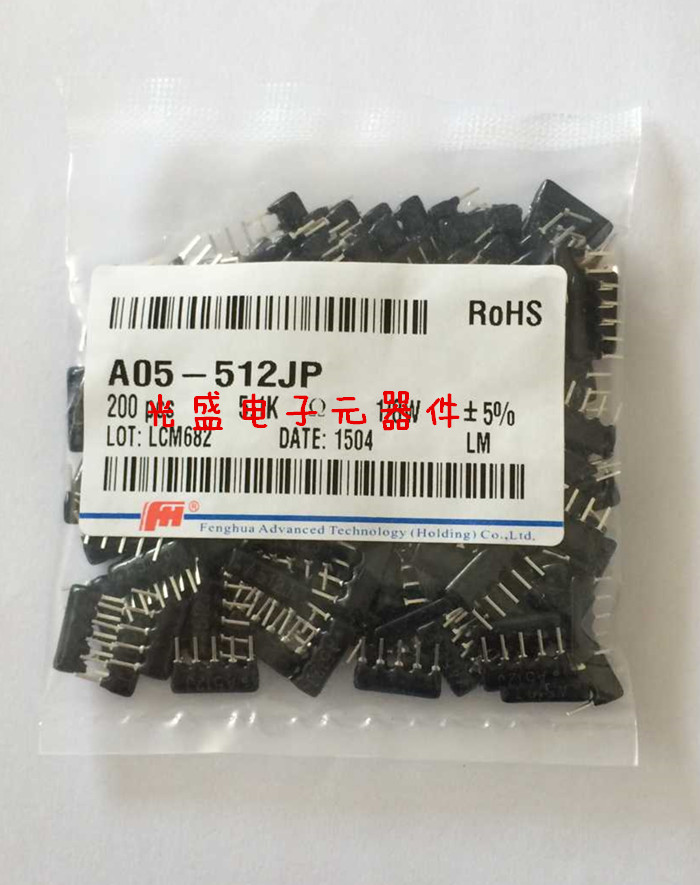 RoHS
A05-512JP
200 pcs Ω ±5%
光盛电子元器件
LOT: LCM682 DATE: 1504 LM
FH®
Fenghua Advanced Technology (Holding) Co., Ltd.